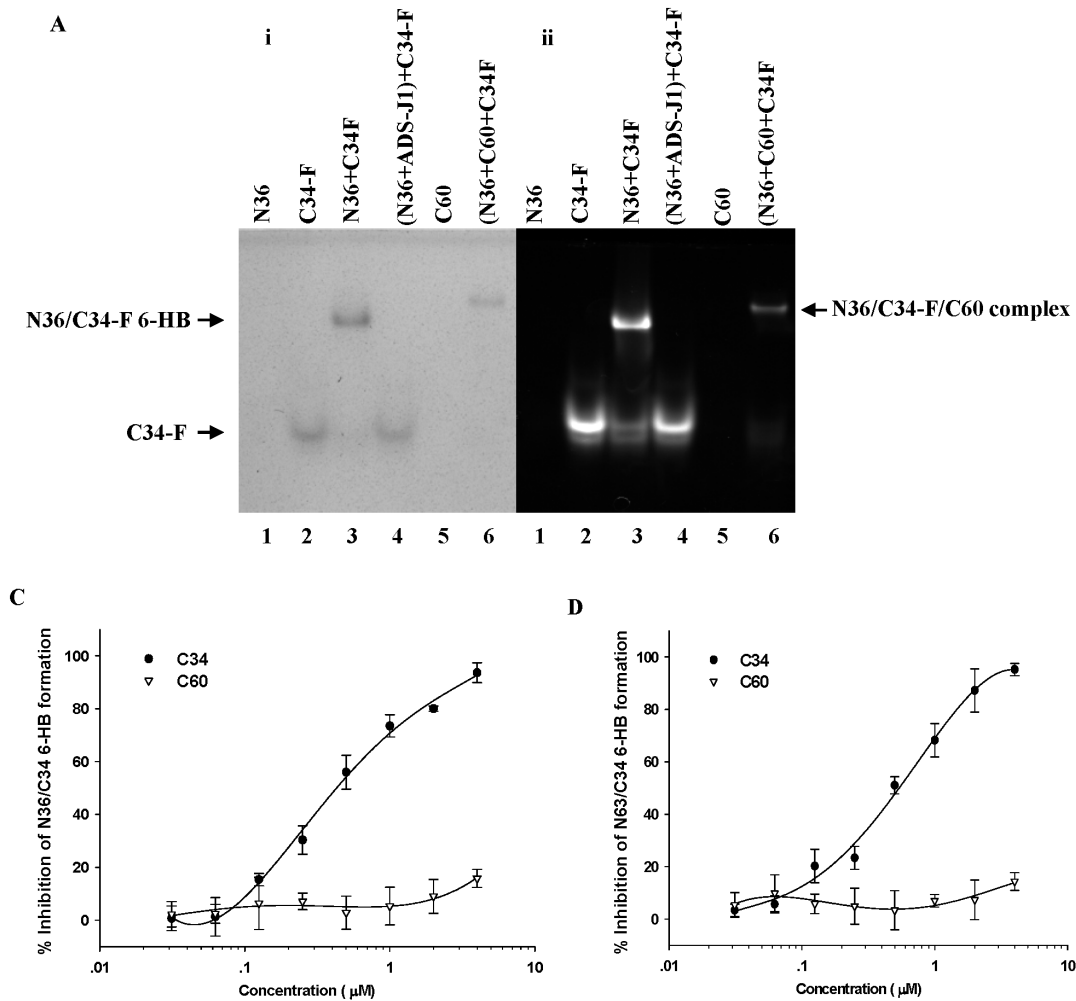 A
i
ii
N36
C34-F
N36+C34F
(N36+ADS-J1)+C34-F
C60
(N36+C60+C34F
N36
C34-F
N36+C34F
(N36+ADS-J1)+C34-F
C60
(N36+C60+C34F
N36/C34-F 6-HB
C34-F
N36/C34-F/C60 complex
1 2 3 4 5 6 1 2 3 4 5 6
C
% Inhibition of N36/C34 6-HB formation
100
80
60
40
20
0
C34
C60
.01 .1 1 10
Concentration ( μM)
D
% Inhibition of N63/C34 6-HB formation
100
80
60
40
20
0
C34
C60
.01 .1 1 10
Concentration ( μM)